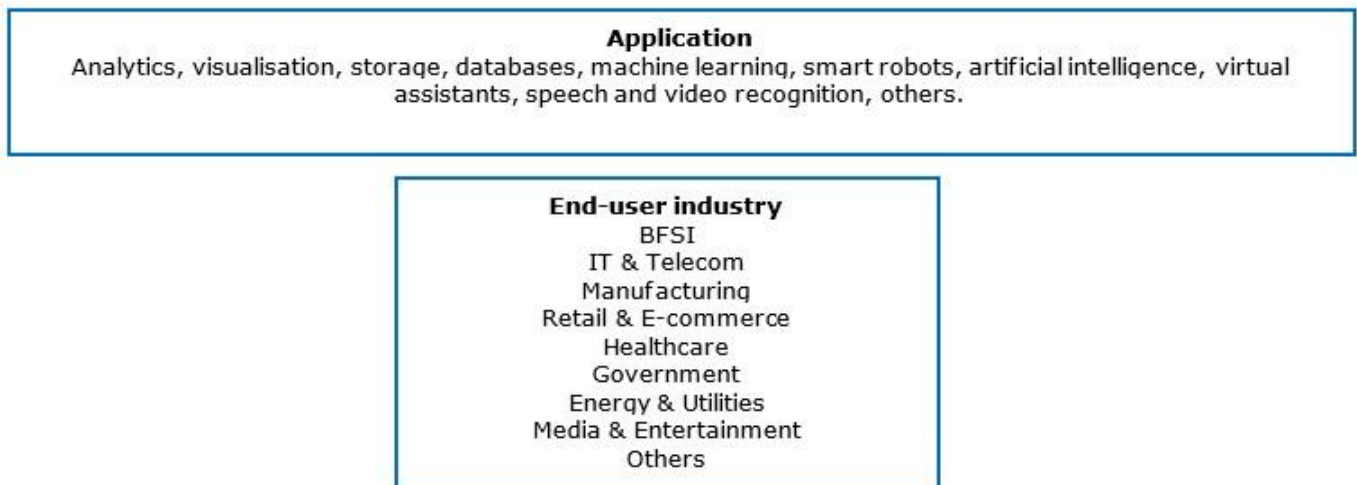 Application
Analytics, visualisation, storage, databases, machine learning, smart robots, artificial intelligence, virtual
assistants, speech and video recognition, others.
End-user industry
BFSI
IT & Telecom
Manufacturing
Retail & E-commerce
Healthcare
Government
Energy & Utilities
Media & Entertainment
Others